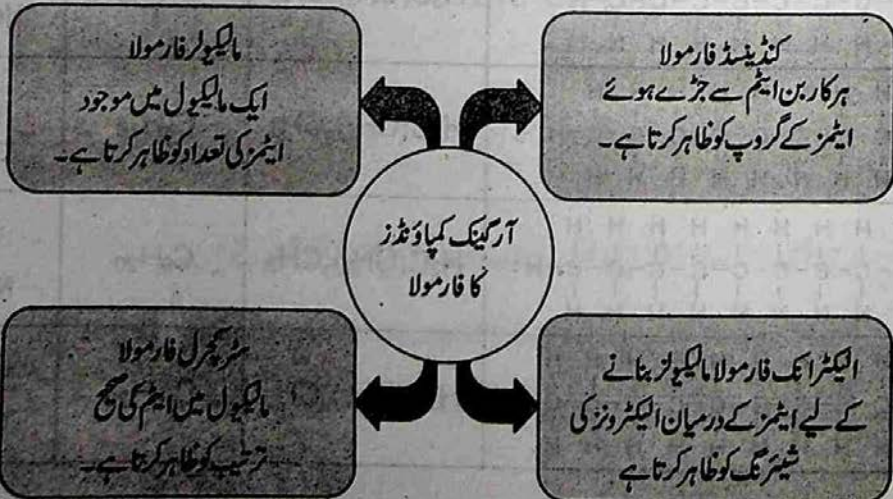 کنڈینسڈ فارمولا
ہر کاربن ایٹم سے جڑے ہوئے
ایٹمز کے گروپ کو ظاہر کرتا ہے۔
مالیکیولر فارمولا
ایک مالیکیول میں موجود
ایٹمز کی تعداد کو ظاہر کرتا ہے۔
آرگینک کمپاؤنڈز
کا فارمولا
الیکٹرانک فارمولا مالیکیولز بنانے
کے لیے ایٹمز کے درمیان الیکٹرونز کی
شیئرنگ کو ظاہر کرتا ہے
سٹرکچرل فارمولا
مالیکیول میں ایٹم کی صحیح
ترتیب کو ظاہر کرتا ہے۔